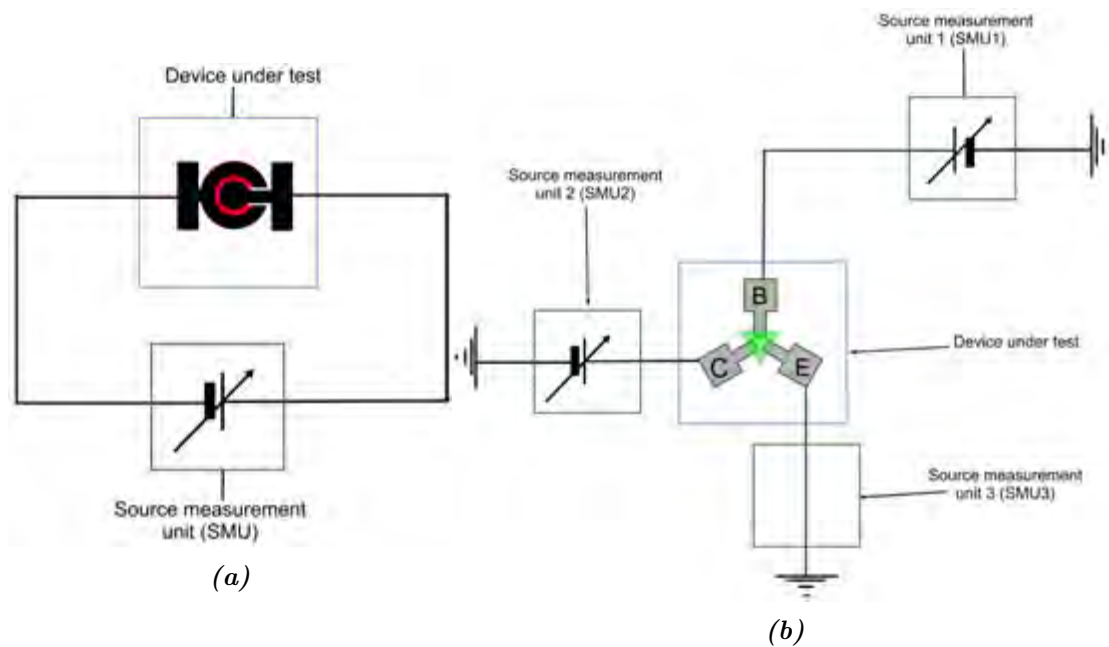 Device under test
Source measurement
unit (SMU)
(a)
Source measurement
unit 1 (SMU1)
Source measurement
unit 2 (SMU2)
B
C
E
Device under test
Source measurement
unit 3 (SMU3)
(b)